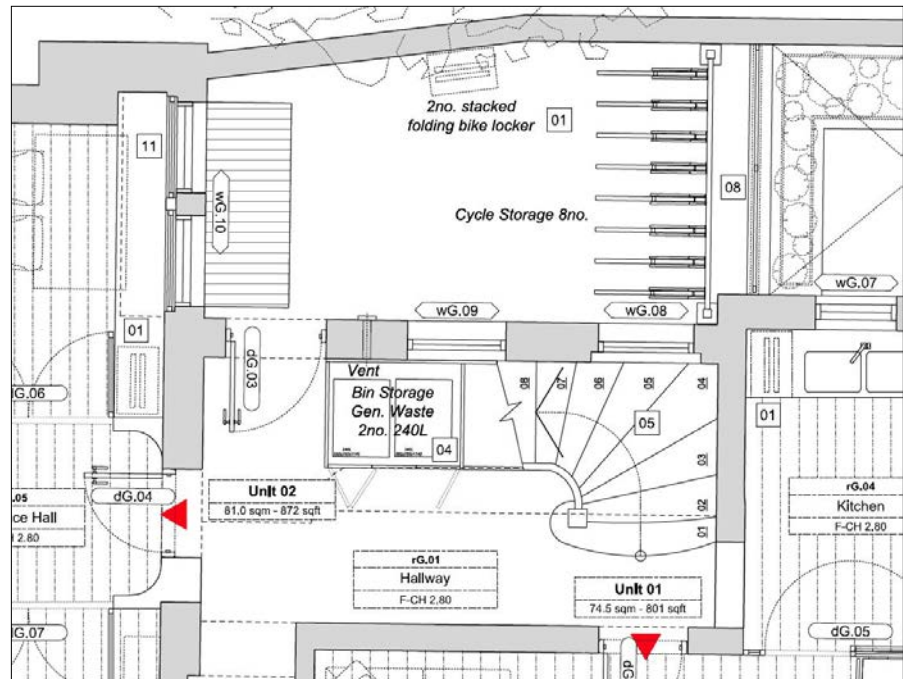 2no. stacked
folding bike locker
01
11
wG.10
08
Cycle Storage 8no.
wG.07
wG.09
wG.08
01
dG.03
Vent
Bin Storage
Gen. Waste
2no. 240L
04
08
07
06
05
04
05
03
02
01
01
dG.04
Unit 02
81.0 sqm - 872 sqft
rG.01
Hallway
F-CH 2.80
Unit 01
74.5 sqm - 801 sqft
rG.04
Kitchen
F-CH 2.80
dG.05
G.06
.05
ce Hall
H 2.80
G.07
dG